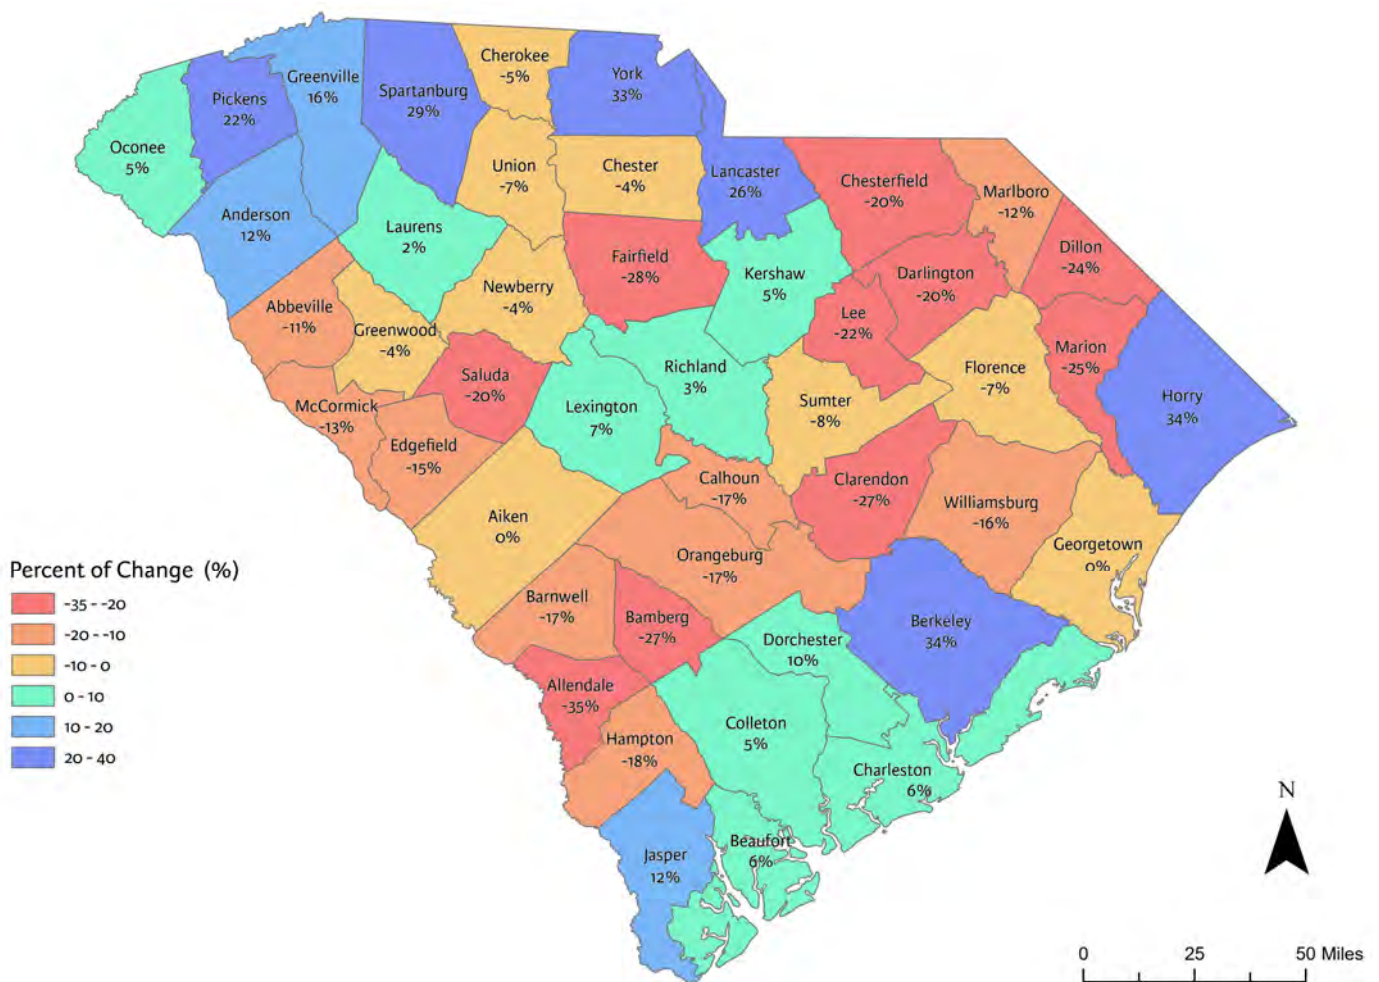 Cherokee
-5%
York
33%
Greenville
16%
Spartanburg
29%
Pickens
22%
Oconee
5%
Union
-7%
Chester
-4%
Lancaster
26%
Chesterfield
-20%
Marlboro
-12%
Anderson
12%
Laurens
2%
Fairfield
-28%
Kershaw
5%
Darlington
-20%
Dillon
-24%
Newberry
-4%
Abbeville
-11%
Greenwood
-4%
Lee
-22%
Marion
-25%
Saluda
-20%
Richland
3%
Florence
-7%
Horry
34%
McCormick
-13%
Lexington
7%
Sumter
-8%
Edgefield
-15%
Calhoun
-17%
Clarendon
-27%
Williamsburg
-16%
Aiken
0%
Georgetown
0%
Orangeburg
-17%
Barnwell
-17%
Bamberg
-27%
Dorchester
10%
Berkeley
34%
Allendale
-35%
Hampton
-18%
Colleton
5%
Charleston
6%
Beaufort
6%
Jasper
12%
Percent of Change (%)
-35 - -20
-20 - -10
-10 - 0
0 - 10
10 - 20
20 - 40
N
0 25 50 Miles